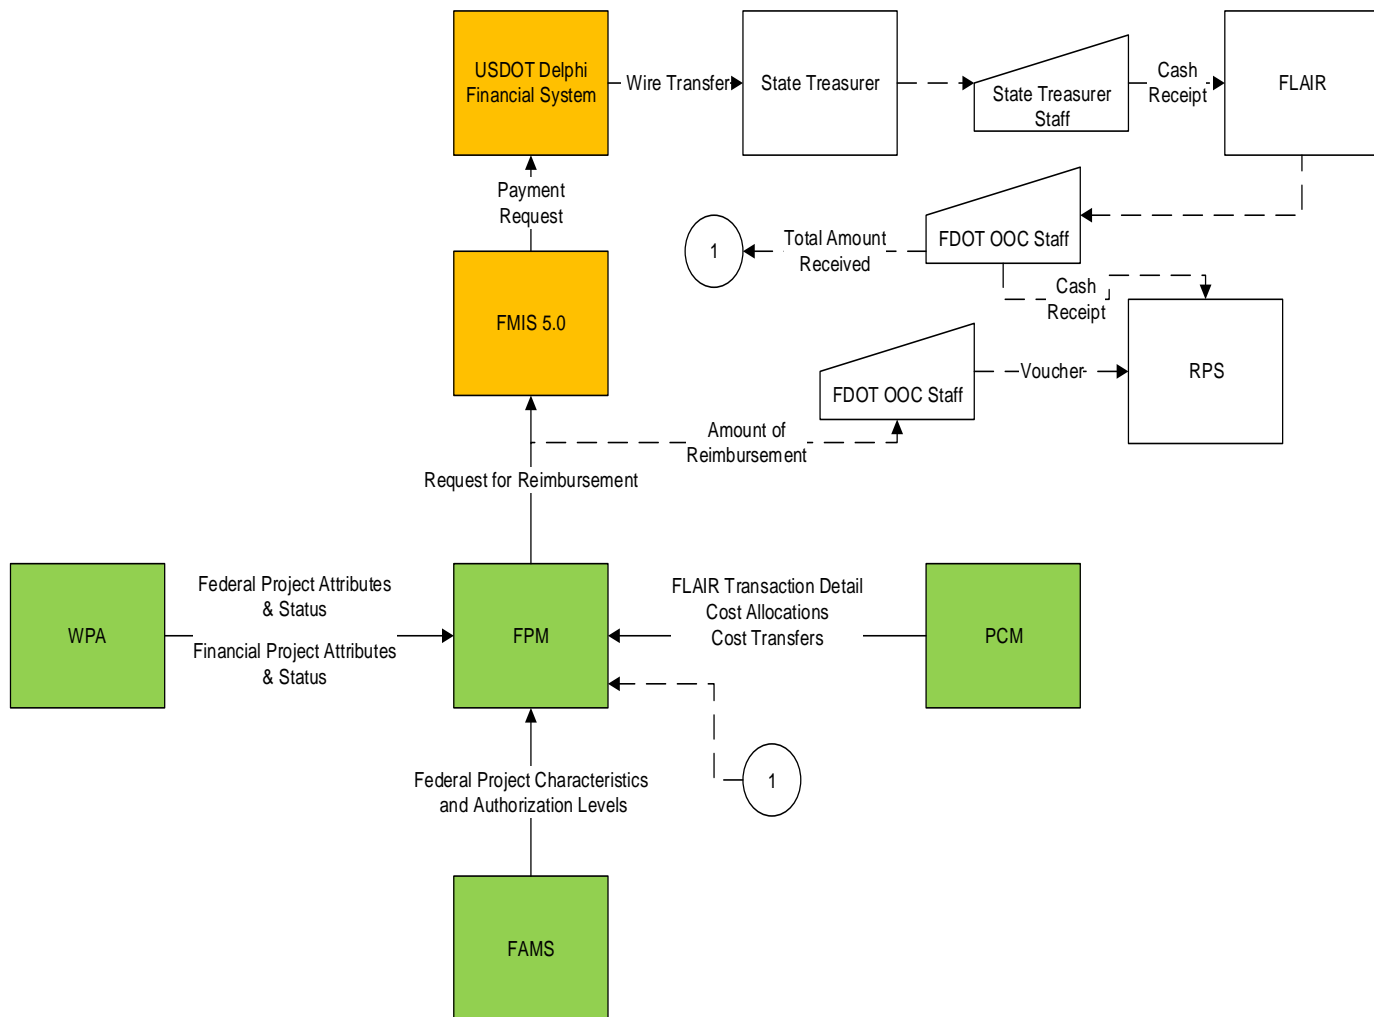 USDOT Delphi
Financial System
Wire Transfer
State Treasurer
State Treasurer
Staff
Cash
Receipt
FLAIR
Payment
Request
1
Total Amount
Received
FDOT OOC Staff
Cash
Receipt
FMIS 5.0
FDOT OOC Staff
Voucher
RPS
Amount of
Reimbursement
Request for Reimbursement
WPA
Federal Project Attributes
& Status
Financial Project Attributes
& Status
FPM
FLAIR Transaction Detail
Cost Allocations
Cost Transfers
PCM
1
Federal Project Characteristics
and Authorization Levels
FAMS